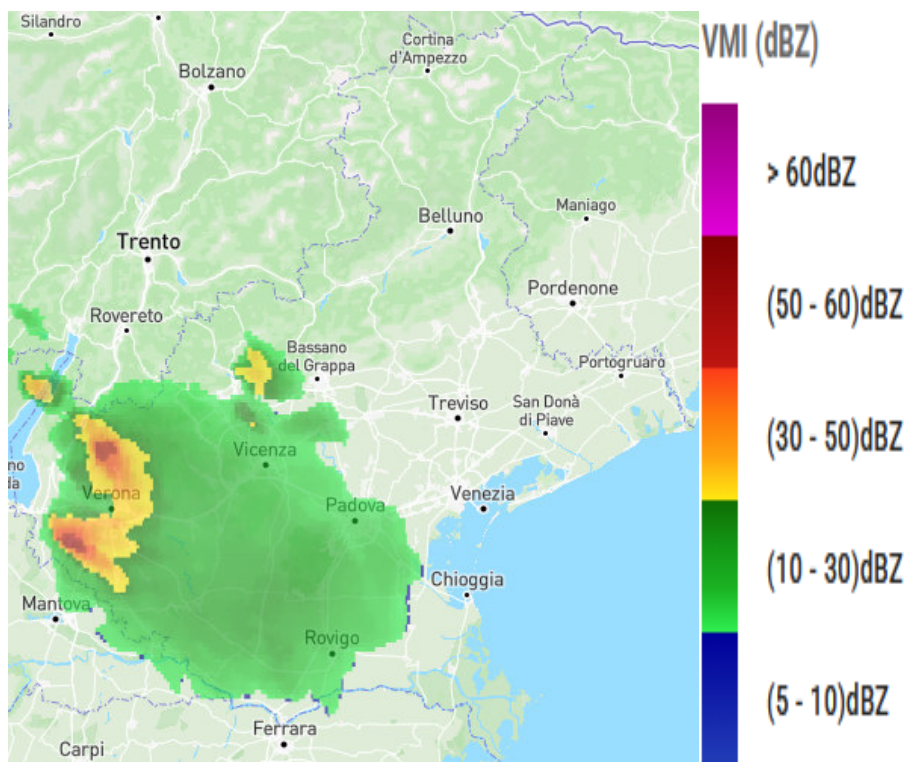 Silandro
Cortina
d'Ampezzo
Bolzano
Belluno
Maniago
Trento
Pordenone
Rovereto
Bassano
del Grappa
Portogruaro
Treviso
San Donà
di Piave
Vicenza
no
da
Verona
Venezia
Padova
Chioggia
Mantova
Rovigo
Ferrara
Carpi
VMI (dBZ)
> 60dBZ
(50 - 60)dBZ
(30 - 50)dBZ
(10 - 30)dBZ
(5 - 10)dBZ